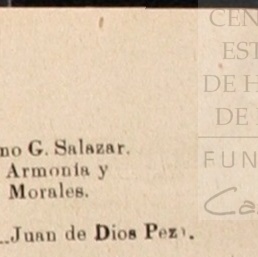 no G. Salazar.
Armonía y
Morales.
Juan de Dios Pez).
CEN
EST
DE H
DE
FUN
Ca